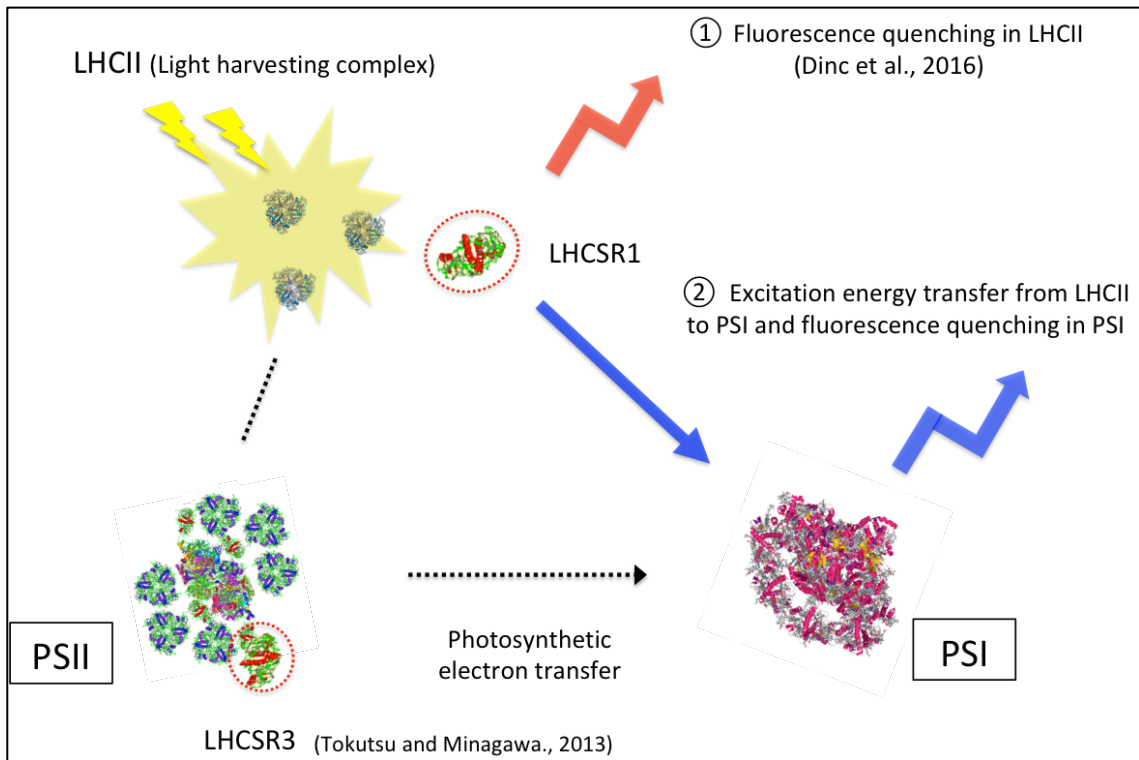 ① Fluorescence quenching in LHCII
(Dinc et al., 2016)
LHCII (Light harvesting complex)
LHCSR1
② Excitation energy transfer from LHCII
to PSI and fluorescence quenching in PSI
PSII
Photosynthetic
electron transfer
PSI
LHCSR3 (Tokutsu and Minagawa., 2013)